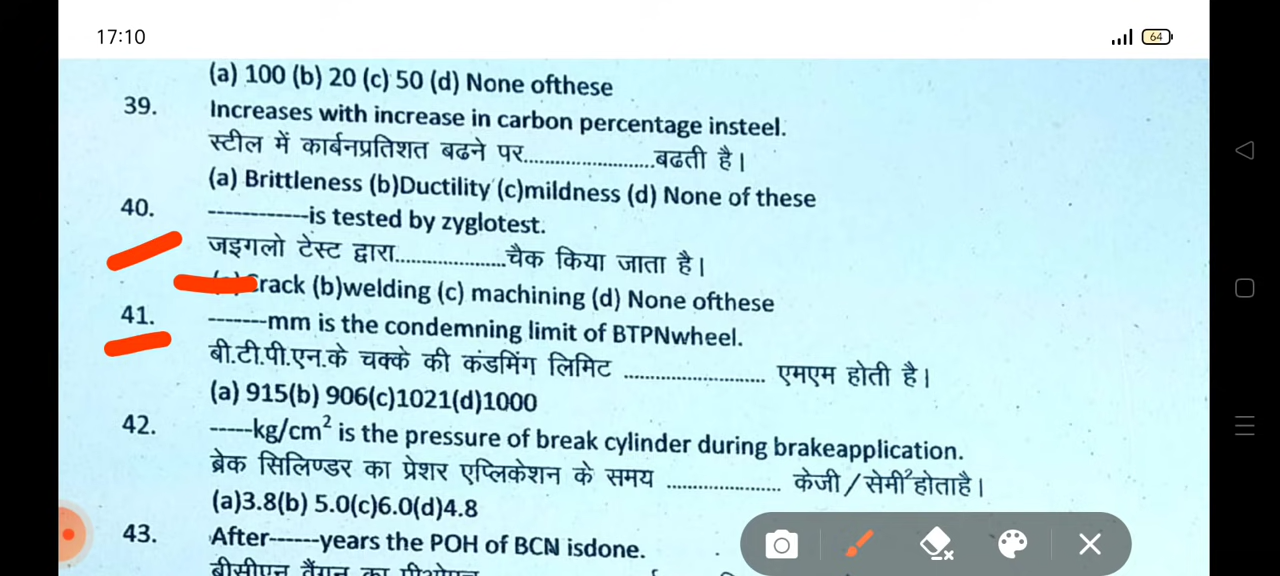 17:10
64
(a) 100 (b) 20 (c) 50 (d) None ofthese
39. Increases with increase in carbon percentage insteel.
स्टील में कार्बनप्रतिशत बढने पर........................बढती है।
(a) Brittleness (b)Ductility (c)mildness (d) None of these
40. ------------is tested by zyglotest.
जइगलो टेस्ट द्वारा....................चैक किया जाता है।
Crack (b)welding (c) machining (d) None ofthese
41. -------mm is the condemning limit of BTPNwheel.
बी.टी.पी.एन.के चक्के की कंडमिंग लिमिट ......................... एमएम होती है।
(a) 915(b) 906(c)1021(d)1000
42. -----kg/cm² is the pressure of break cylinder during brakeapplication.
ब्रेक सिलिण्डर का प्रेशर एप्लिकेशन के समय .................... केजी/सेमी²होताहै।
(a)3.8(b) 5.0(c)6.0(d)4.8
43. After------years the POH of BCN isdone.
बीसीएन वैगन का पीओएच